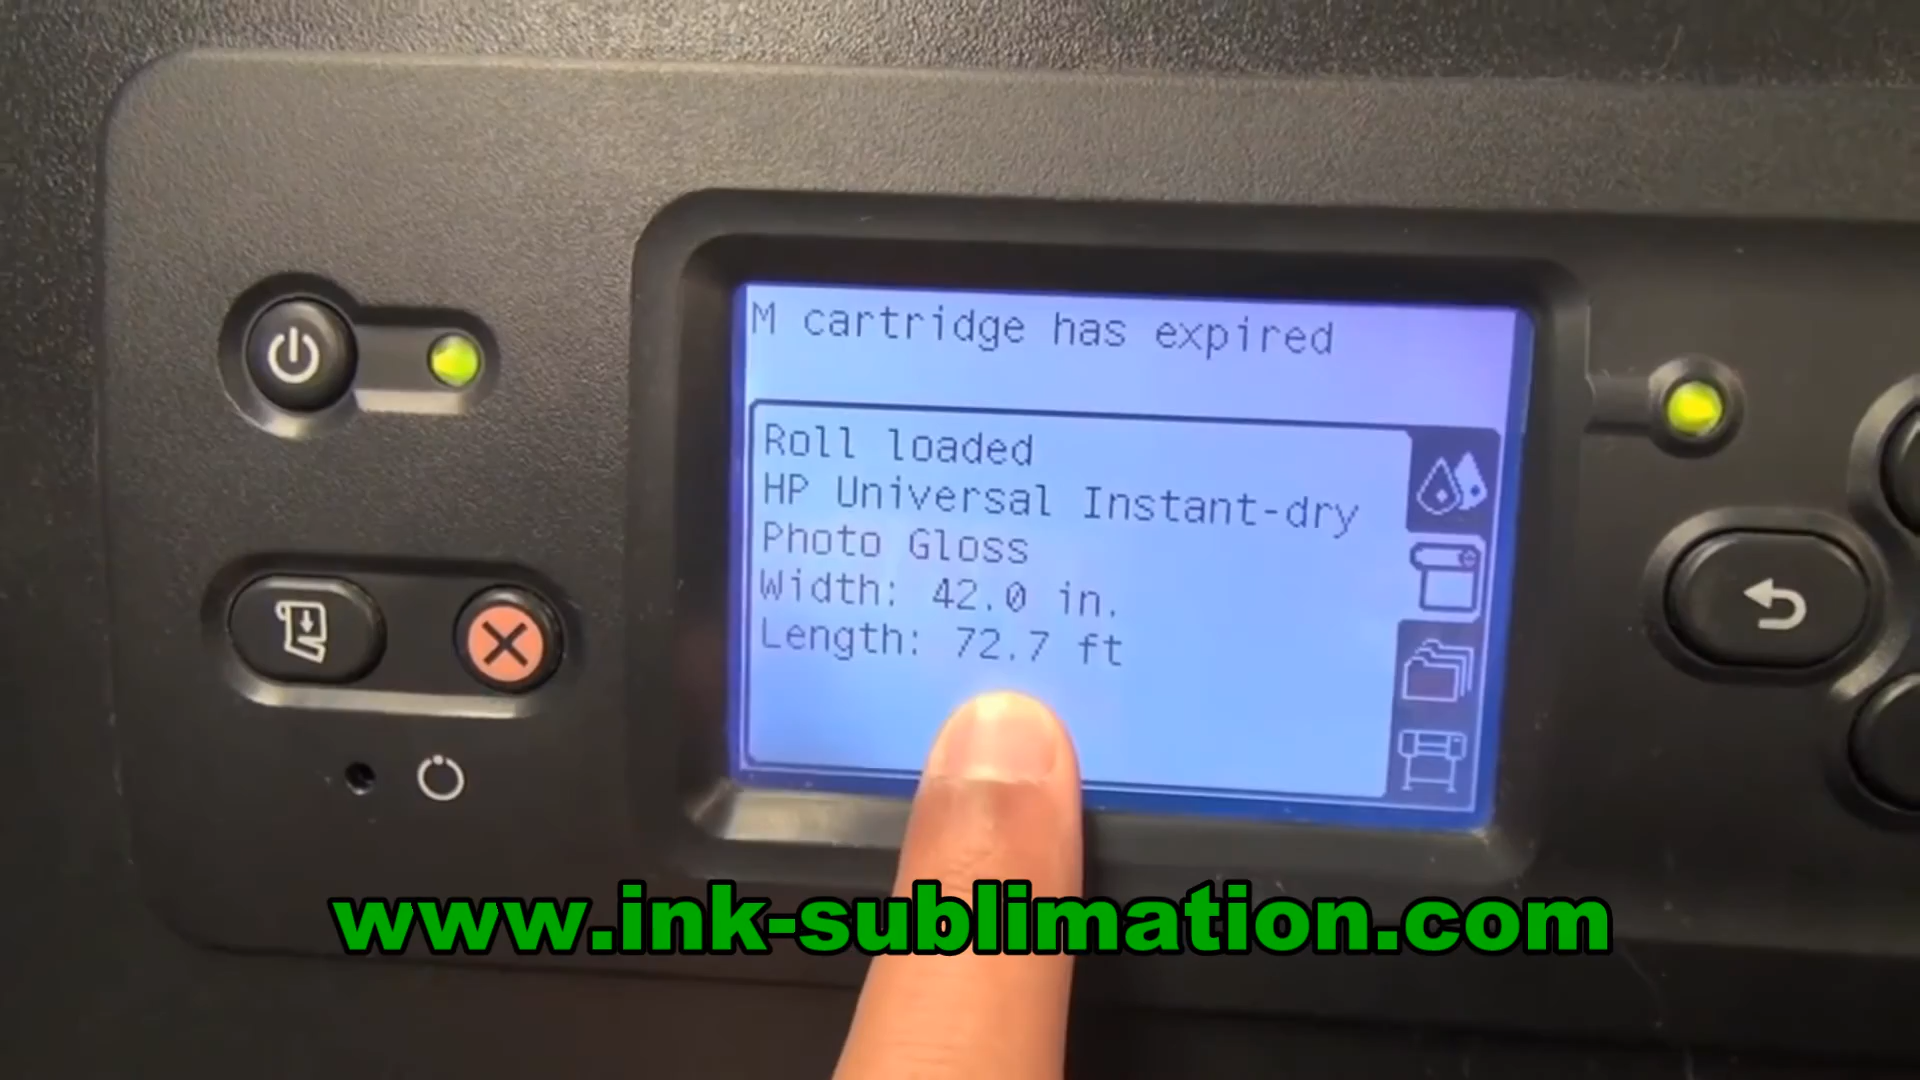 M cartridge has expired
Roll loaded
HP Universal Instant-dry
Photo Gloss
Width: 42.0 in.
Length: 72.7 ft
www.ink-sublimation.com